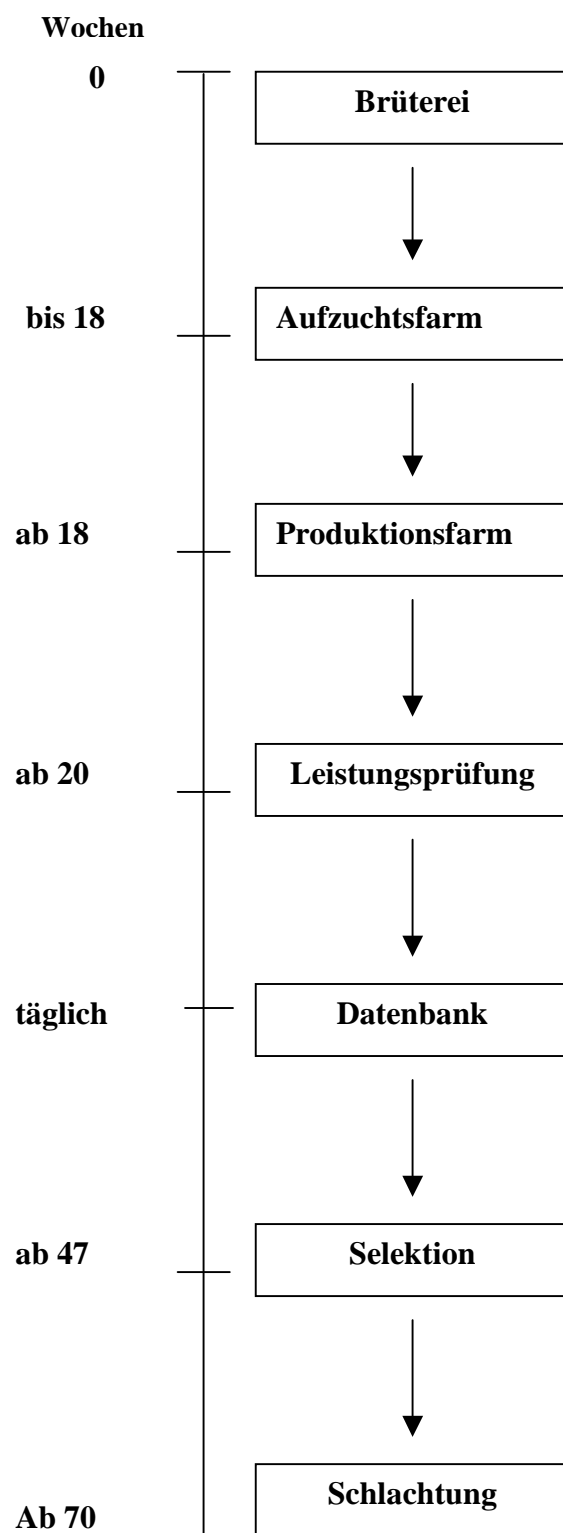 Wochen
0
Brüterei
bis 18
Aufzuchtsfarm
ab 18
Produktionsfarm
ab 20
Leistungsprüfung
täglich
Datenbank
ab 47
Selektion
Ab 70
Schlachtung